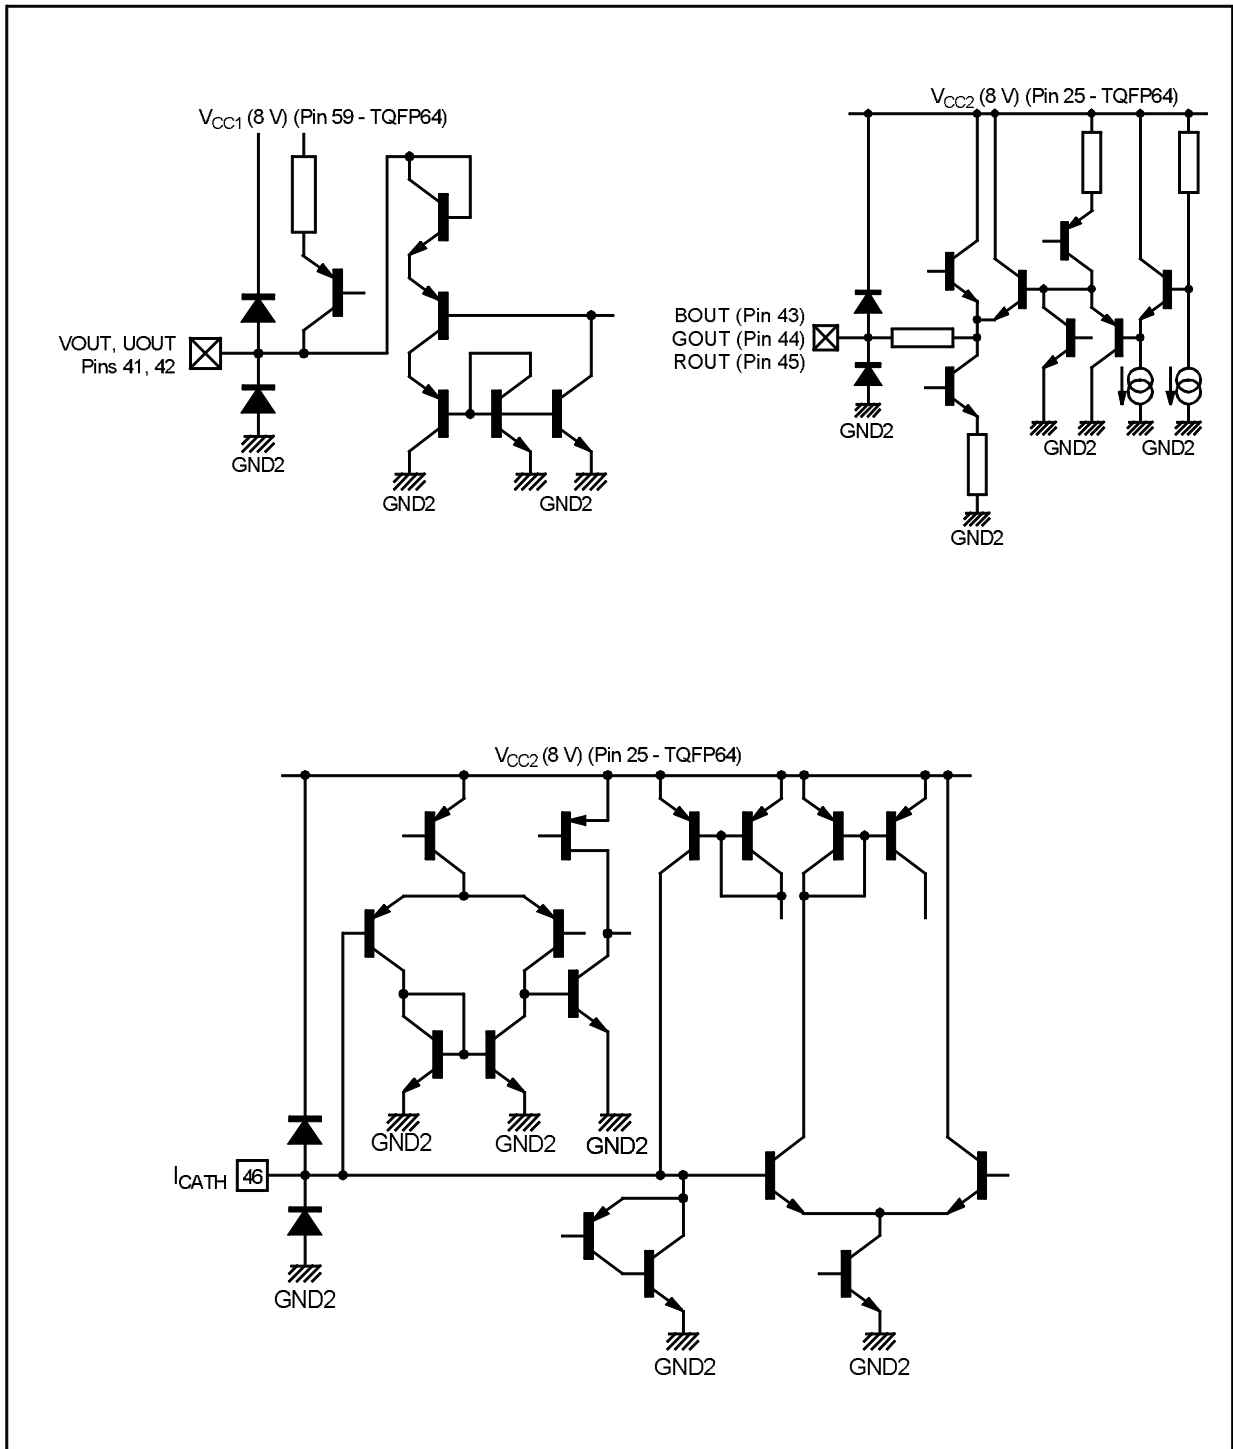 VCC1 (8 V) (Pin 59 - TQFP64)
VOUT, UOUT
Pins 41, 42
GND2
GND2
GND2
VCC2 (8 V) (Pin 25 - TQFP64)
BOUT (Pin 43)
GOUT (Pin 44)
ROUT (Pin 45)
GND2
GND2
GND2
GND2
VCC2 (8 V) (Pin 25 - TQFP64)
GND2
GND2
GND2
ICATH 46
GND2
GND2
GND2